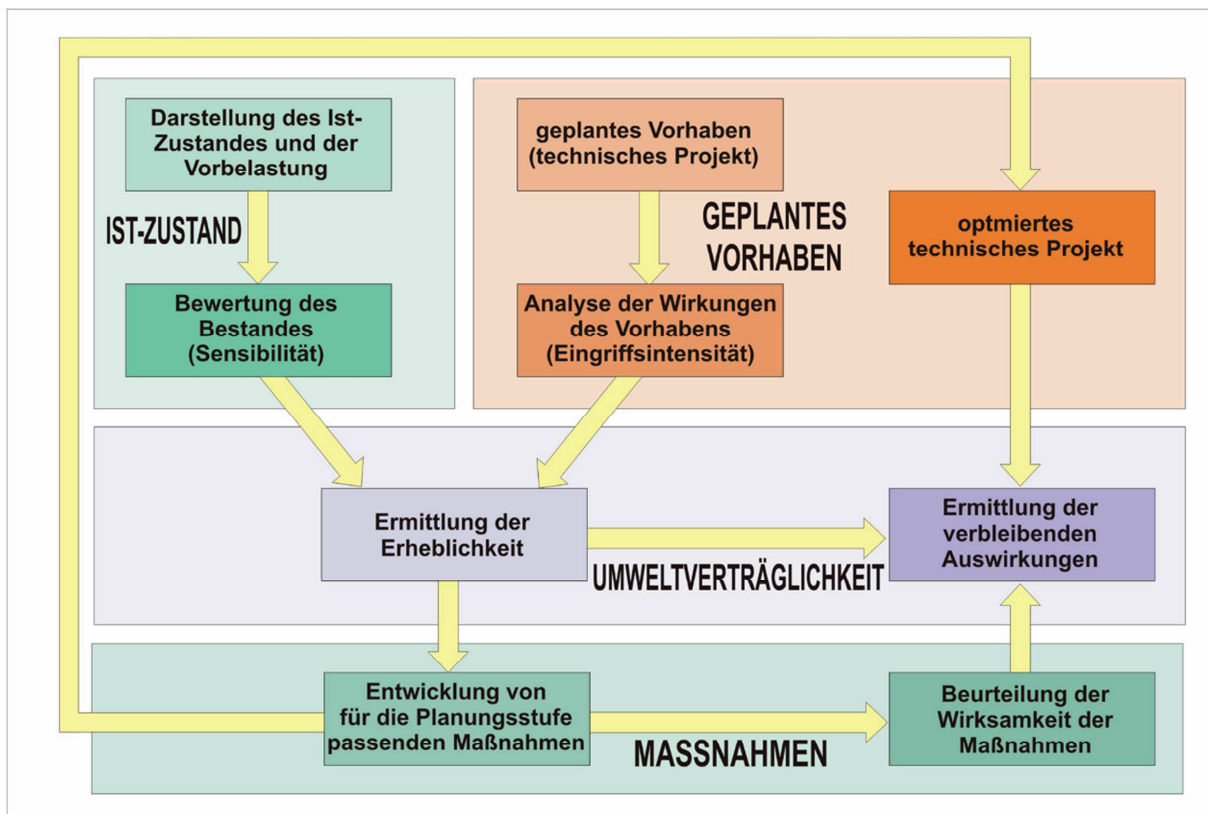 Darstellung des Ist-
Zustandes und der
Vorbelastung
IST-ZUSTAND
Bewertung des
Bestandes
(Sensibilität)
geplantes Vorhaben
(technisches Projekt)
GEPLANTES
VORHABEN
Analyse der Wirkungen
des Vorhabens
(Eingriffsintensität)
optmiertes
technisches Projekt
Ermittlung der
Erheblichkeit
UMWELTVERTRÄGLICHKEIT
Ermittlung der
verbleibenden
Auswirkungen
Entwicklung von
für die Planungsstufe
passenden Maßnahmen
MASSNAHMEN
Beurteilung der
Wirksamkeit der
Maßnahmen